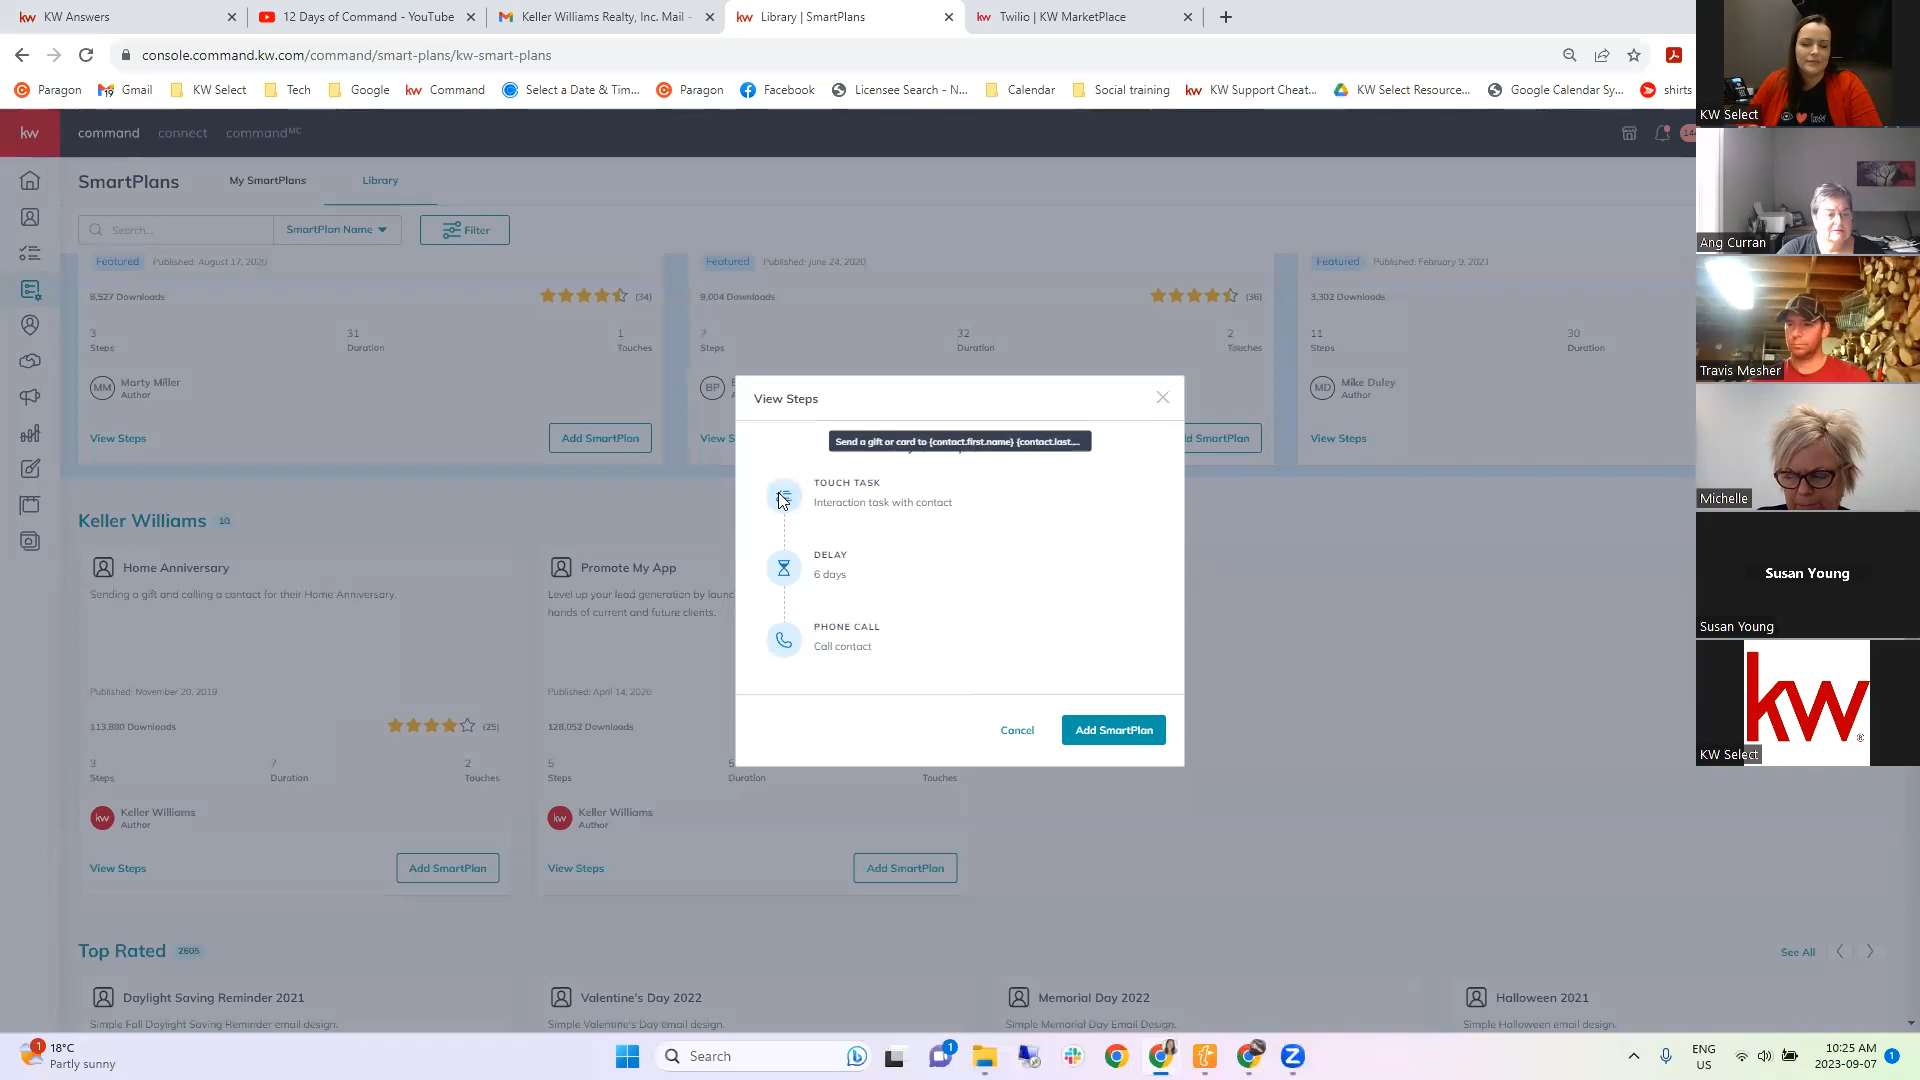 KW Answers
12 Days of Command - YouTube
Keller Williams Realty, Inc. Mail -
Library | SmartPlans
Twilio | KW MarketPlace
console.command.kw.com/command/smart-plans/kw-smart-plans
Paragon
Gmail
KW Select
Tech
Google
Command
Select a Date & Tim...
Paragon
Facebook
Licensee Search - N...
Calendar
Social training
KW Support Cheat...
KW Select Resource...
Google Calendar Sy...
shirts
kw
command
connect
commandMC
SmartPlans
My SmartPlans
Library
Search...
SmartPlan Name
Filter
Featured
Published: August 17, 2020
Featured
Published: June 24, 2020
Featured
Published: February 9, 2021
8,527 Downloads
(34)
9,004 Downloads
(36)
3,302 Downloads
3
31
1
7
32
2
11
30
Steps
Duration
Touches
Steps
Duration
Touches
Steps
Duration
MM
Marty Miller
Author
BP
MD
Mike Duley
Author
View Steps
Add SmartPlan
View S
d SmartPlan
View Steps
View Steps
Send a gift or card to {contact.first.name} {contact.last....
TOUCH TASK
Interaction task with contact
DELAY
6 days
PHONE CALL
Call contact
Cancel
Add SmartPlan
Keller Williams 10
Home Anniversary
Sending a gift and calling a contact for their Home Anniversary.
Published: November 20, 2019
113,880 Downloads
(25)
3
7
2
Steps
Duration
Touches
kw
Keller Williams
Author
View Steps
Add SmartPlan
Promote My App
Level up your lead generation by launc
hands of current and future clients.
Published: April 14, 2020
128,052 Downloads
5
5
Steps
Duration
Touches
kw
Keller Williams
Author
View Steps
Add SmartPlan
Top Rated 2605
See All
Daylight Saving Reminder 2021
Simple Fall Daylight Saving Reminder email design.
Valentine's Day 2022
Simple Valentine's Day email design.
Memorial Day 2022
Simple Memorial Day Email Design.
Halloween 2021
Simple Halloween email design.
KW Select
Ang Curran
Travis Mesher
Michelle
Susan Young
Susan Young
kw
KW Select
1
18°C
Partly sunny
Search
1
ENG
US
10:25 AM
2023-09-07
1